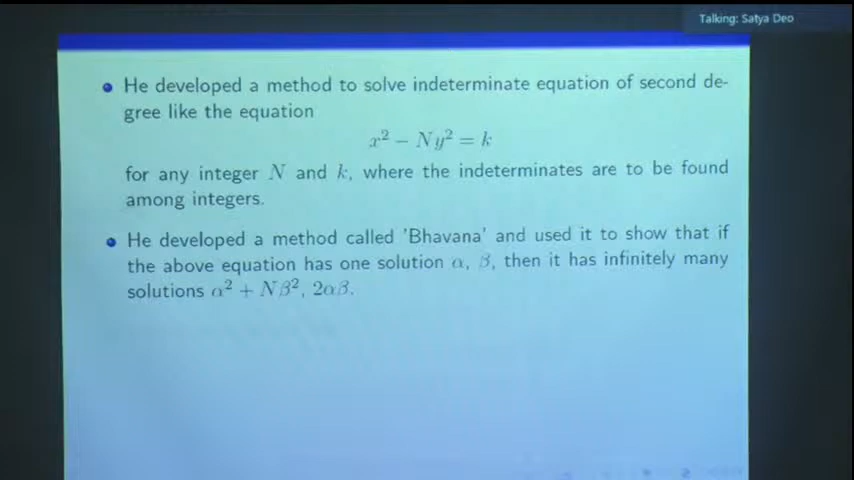 Talking: Satya Deo
He developed a method to solve indeterminate equation of second de-
gree like the equation
x² − Ny² = k
for any integer N and k, where the indeterminates are to be found
among integers.
He developed a method called 'Bhavana' and used it to show that if
the above equation has one solution α, β, then it has infinitely many
solutions α² + Nβ², 2αβ.